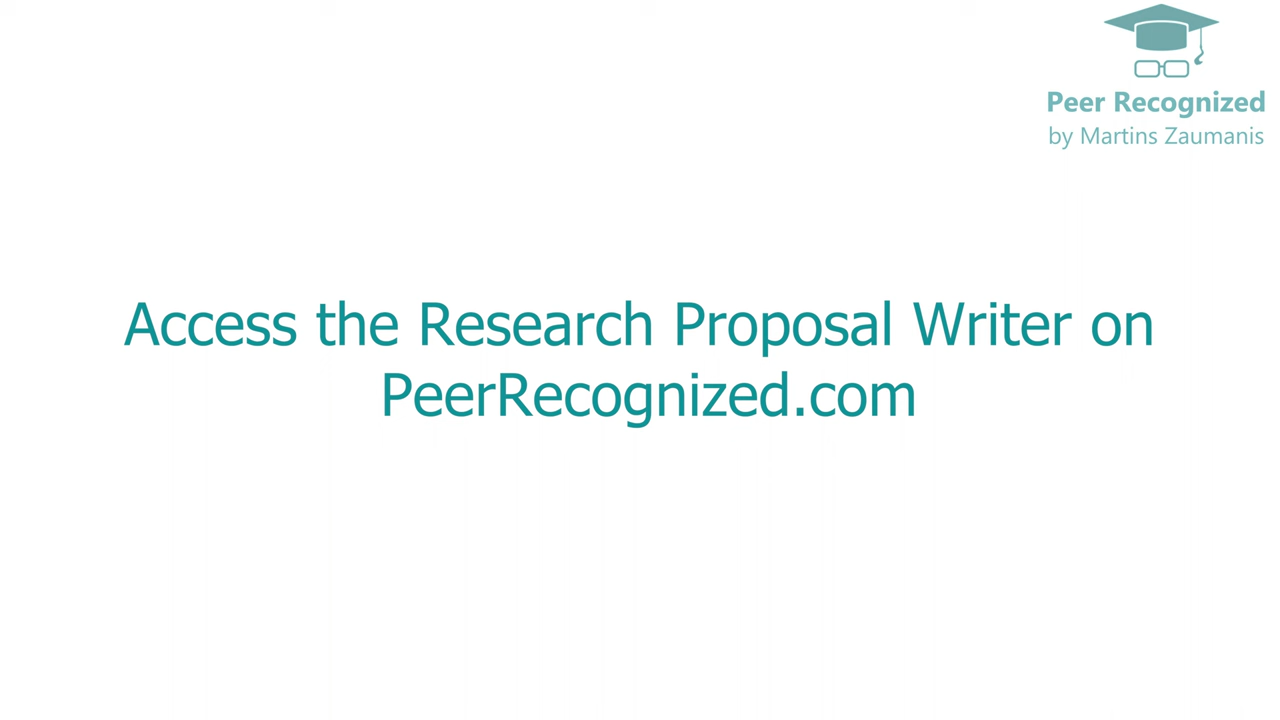 Peer Recognized
by Martins Zaumanis
Access the Research Proposal Writer on
PeerRecognized.com